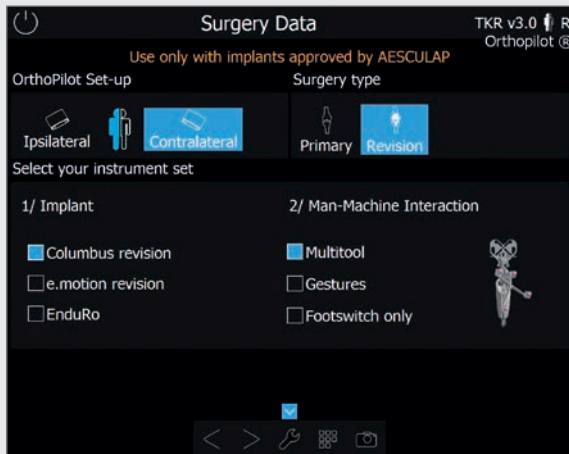 Surgery Data
TKR v3.0 R
Orthopilot ®
Use only with implants approved by AESCULAP
OrthoPilot Set-up
Surgery type
Ipsilateral
Contralateral
Primary
Revision
Select your instrument set
1/ Implant
2/ Man-Machine Interaction
Columbus revision
Multitool
e.motion revision
Gestures
EnduRo
Footswitch only